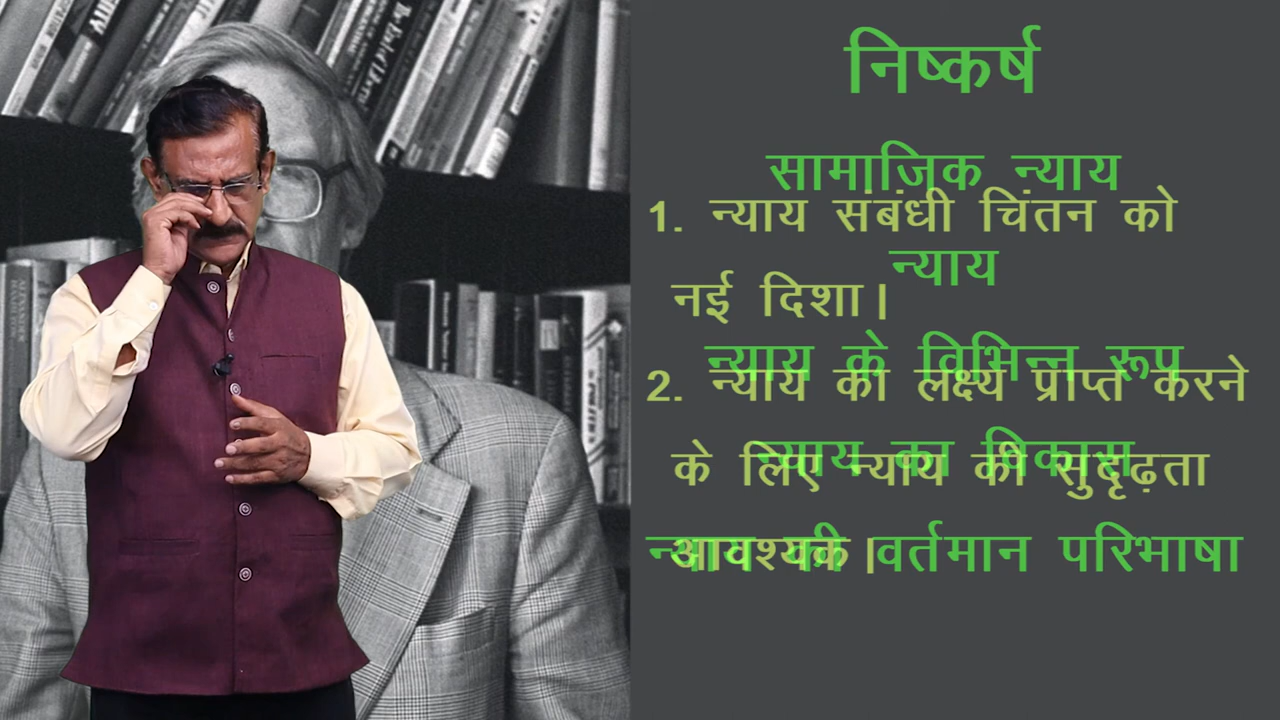 निष्कर्ष
सामाजिक न्याय
1. न्याय संबंधी चिंतन को
न्याय
नई दिशा।
न्याय के विभिन्न रूप
2. न्याय का लक्ष्य प्राप्त करने
न्याय का विकास
के लिए न्याय की सुदृढ़ता
न्याय की वर्तमान परिभाषा
आवश्यक।